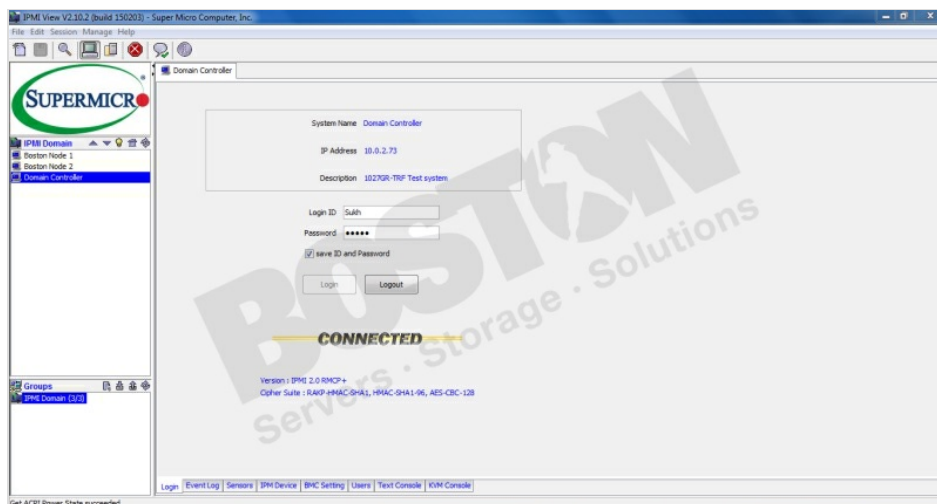 IPMI View V2.10.2 (build 150203) - Super Micro Computer, Inc.
File Edit Session Manage Help
SUPERMICR
Domain Controller
IPMI Domain
Boston Node 1
Boston Node 2
Domain Controller
System Name Domain Controller
IP Address 10.0.2.73
Description 1027GR-TRF Test system
Login ID Sukh
Password •••••
save ID and Password
Login Logout
CONNECTED
Version : IPMI 2.0 RMCP+
Cipher Suite : RAKP-HMAC-SHA1, HMAC-SHA1-96, AES-CBC-128
BOSTON
Servers . Storage . Solutions
Groups
IPMI Domain (3/3)
Login Event Log Sensors IPM Device BMC Setting Users Text Console KVM Console
Get ACPI Power State succeeded